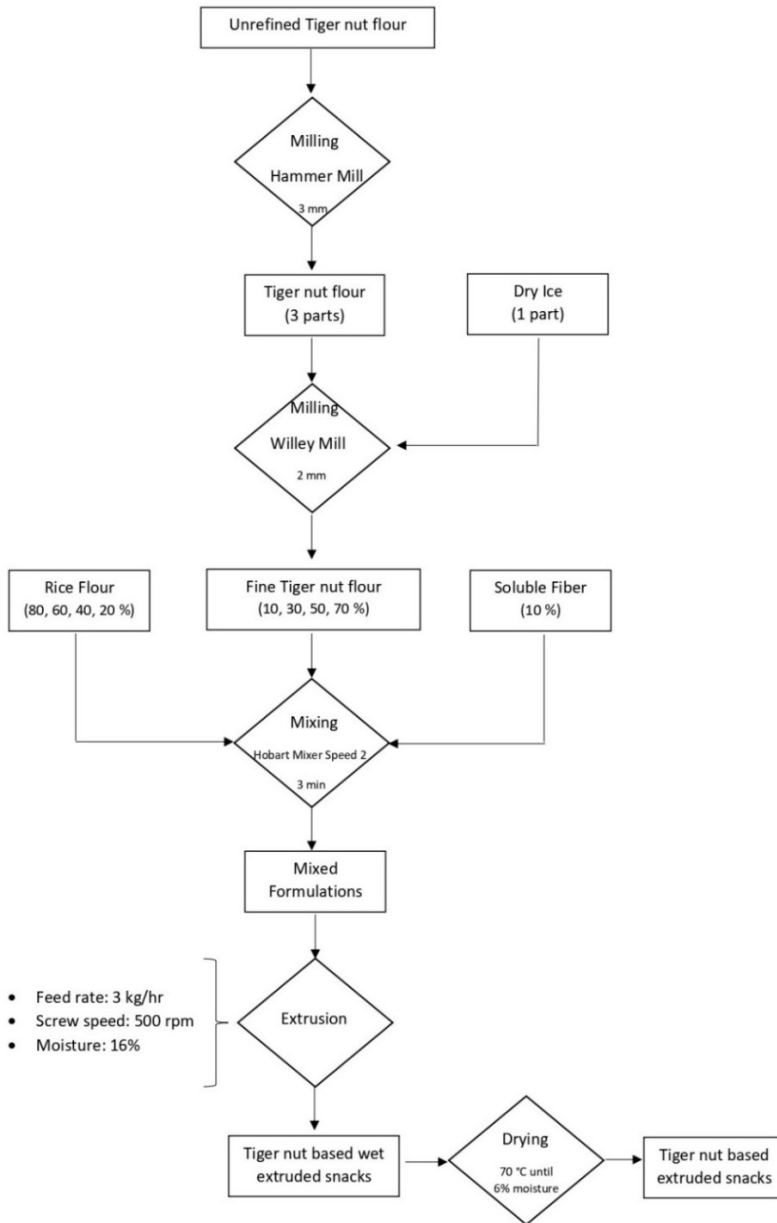 Unrefined Tiger nut flour
Milling
Hammer Mill
3 mm
Tiger nut flour
(3 parts)
Dry Ice
(1 part)
Milling
Willey Mill
2 mm
Rice Flour
(80, 60, 40, 20 %)
Fine Tiger nut flour
(10, 30, 50, 70 %)
Soluble Fiber
(10 %)
Mixing
Hobart Mixer Speed 2
3 min
Mixed
Formulations
• Feed rate: 3 kg/hr
• Screw speed: 500 rpm
• Moisture: 16%
Extrusion
Tiger nut based wet
extruded snacks
Drying
70 °C until
6% moisture
Tiger nut based
extruded snacks